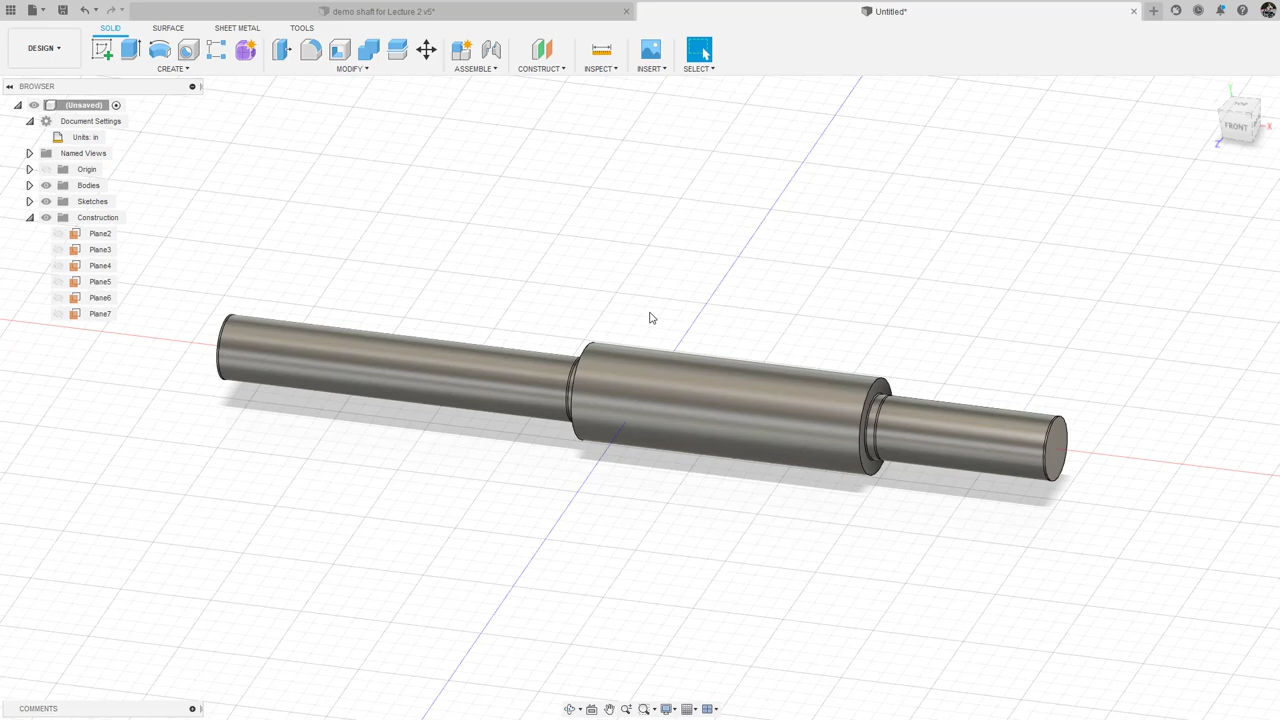 demo shaft for Lecture 2 v5*
Untitled*
SOLID SURFACE SHEET METAL TOOLS
DESIGN
CREATE MODIFY ASSEMBLE CONSTRUCT INSPECT INSERT SELECT
BROWSER
(Unsaved)
Document Settings
Units: in
Named Views
Origin
Bodies
Sketches
Construction
Plane2
Plane3
Plane4
Plane5
Plane6
Plane7
Y
TOP
FRONT
X
Z
COMMENTS